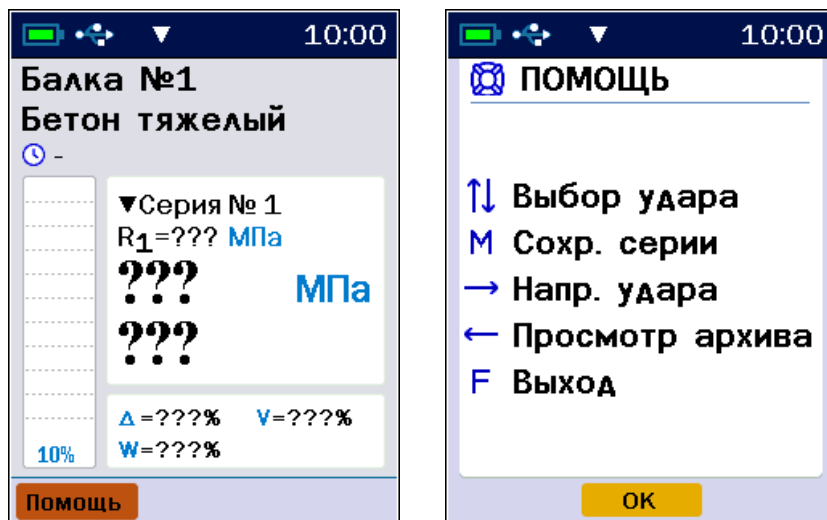 10:00
Балка №1
Бетон тяжелый
-
▼Серия № 1
R1=??? МПа
??? МПа
???
Δ=???% V=???%
W=???%
10%
Помощь
10:00
ПОМОЩЬ
↑↓ Выбор удара
M Сохр. серии
→ Напр. удара
← Просмотр архива
F Выход
OK